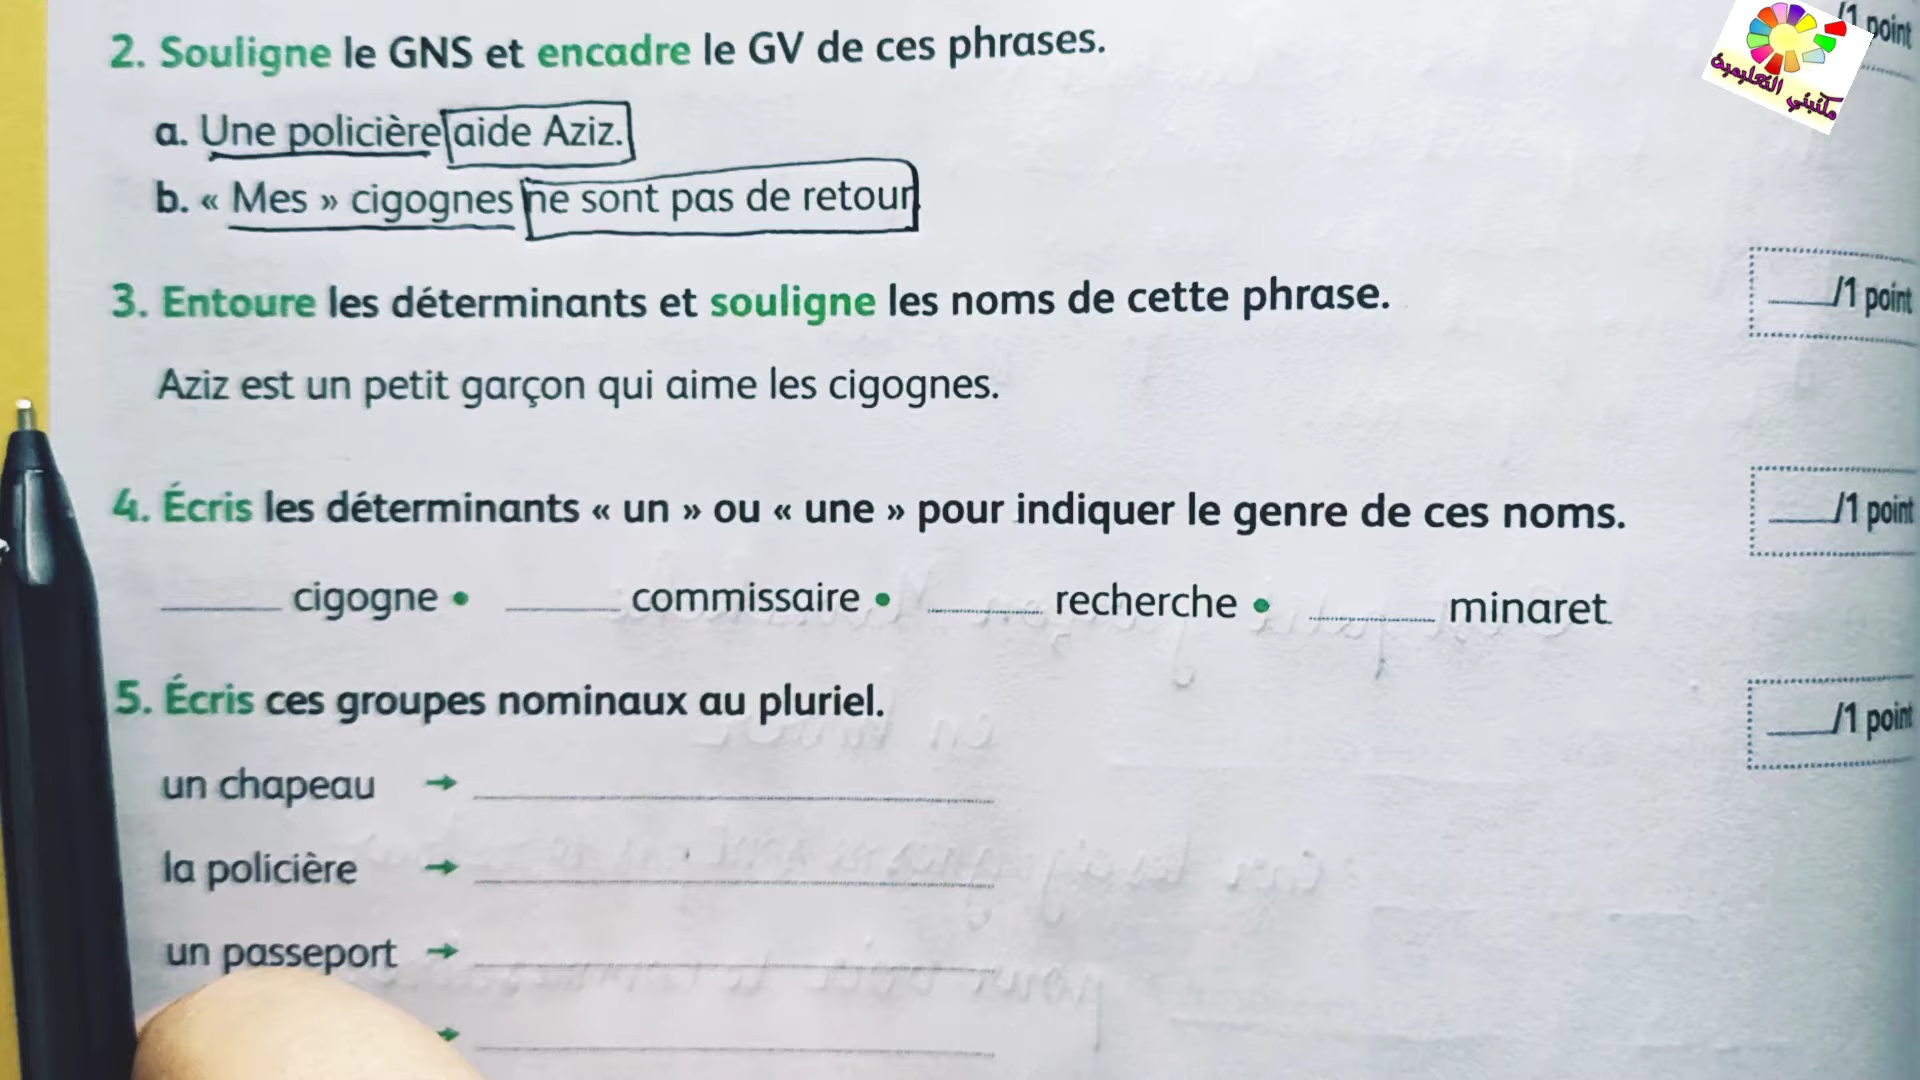 /1 point
مكتبتي التعليمية
2. Souligne le GNS et encadre le GV de ces phrases.
a. Une policière aide Aziz.
b. « Mes » cigognes ne sont pas de retour
3. Entoure les déterminants et souligne les noms de cette phrase.
/1 point
Aziz est un petit garçon qui aime les cigognes.
4. Écris les déterminants « un » ou « une » pour indiquer le genre de ces noms.
/1 point
cigogne • commissaire • recherche • minaret
5. Écris ces groupes nominaux au pluriel.
/1 point
un chapeau →
la policière →
un passeport →
→